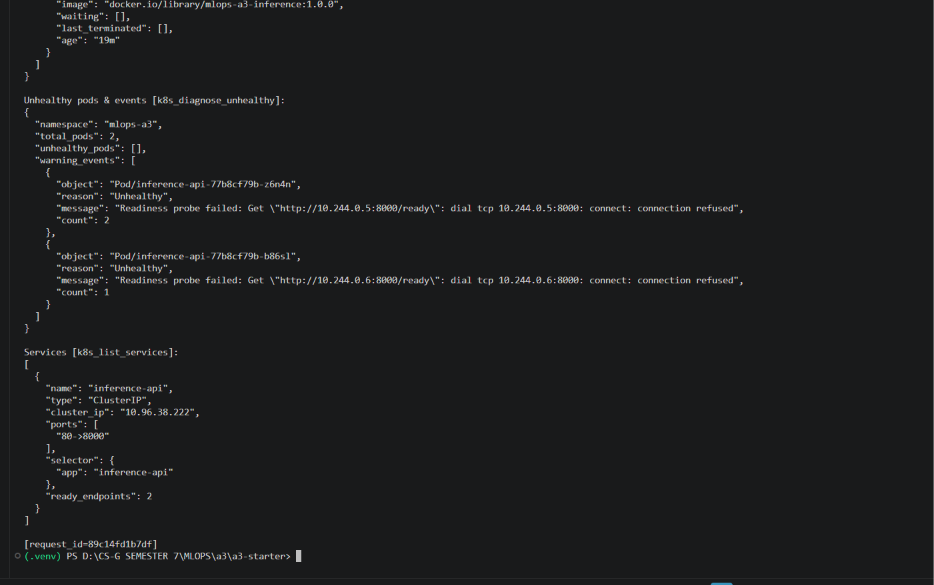 "image": "docker.io/library/mlops-a3-inference:1.0.0",
"waiting": [],
"last_terminated": [],
"age": "19m"
}
]
}
Unhealthy pods & events [k8s_diagnose_unhealthy]:
{
"namespace": "mlops-a3",
"total_pods": 2,
"unhealthy_pods": [],
"warning_events": [
{
"object": "Pod/inference-api-77b8cf79b-z6n4n",
"reason": "Unhealthy",
"message": "Readiness probe failed: Get \"http://10.244.0.5:8000/ready\": dial tcp 10.244.0.5:8000: connect: connection refused",
"count": 2
},
{
"object": "Pod/inference-api-77b8cf79b-b86sl",
"reason": "Unhealthy",
"message": "Readiness probe failed: Get \"http://10.244.0.6:8000/ready\": dial tcp 10.244.0.6:8000: connect: connection refused",
"count": 1
}
]
}
Services [k8s_list_services]:
[
{
"name": "inference-api",
"type": "ClusterIP",
"cluster_ip": "10.96.38.222",
"ports": [
"80->8000"
],
"selector": {
"app": "inference-api"
},
"ready_endpoints": 2
}
]
[request_id=89c14fd1b7df]
(.venv) PS D:\CS-G SEMESTER 7\MLOPS\a3\a3-starter>